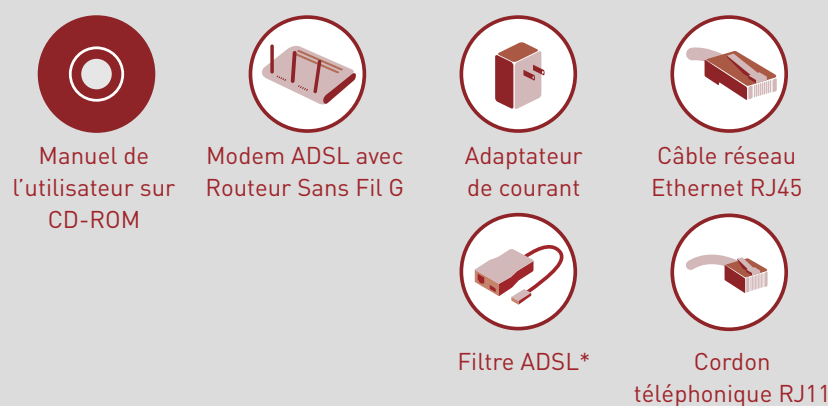 Manuel de
l'utilisateur sur
CD-ROM
Modem ADSL avec
Routeur Sans Fil G
Adaptateur
de courant
Câble réseau
Ethernet RJ45
Filtre ADSL*
Cordon
téléphonique RJ11